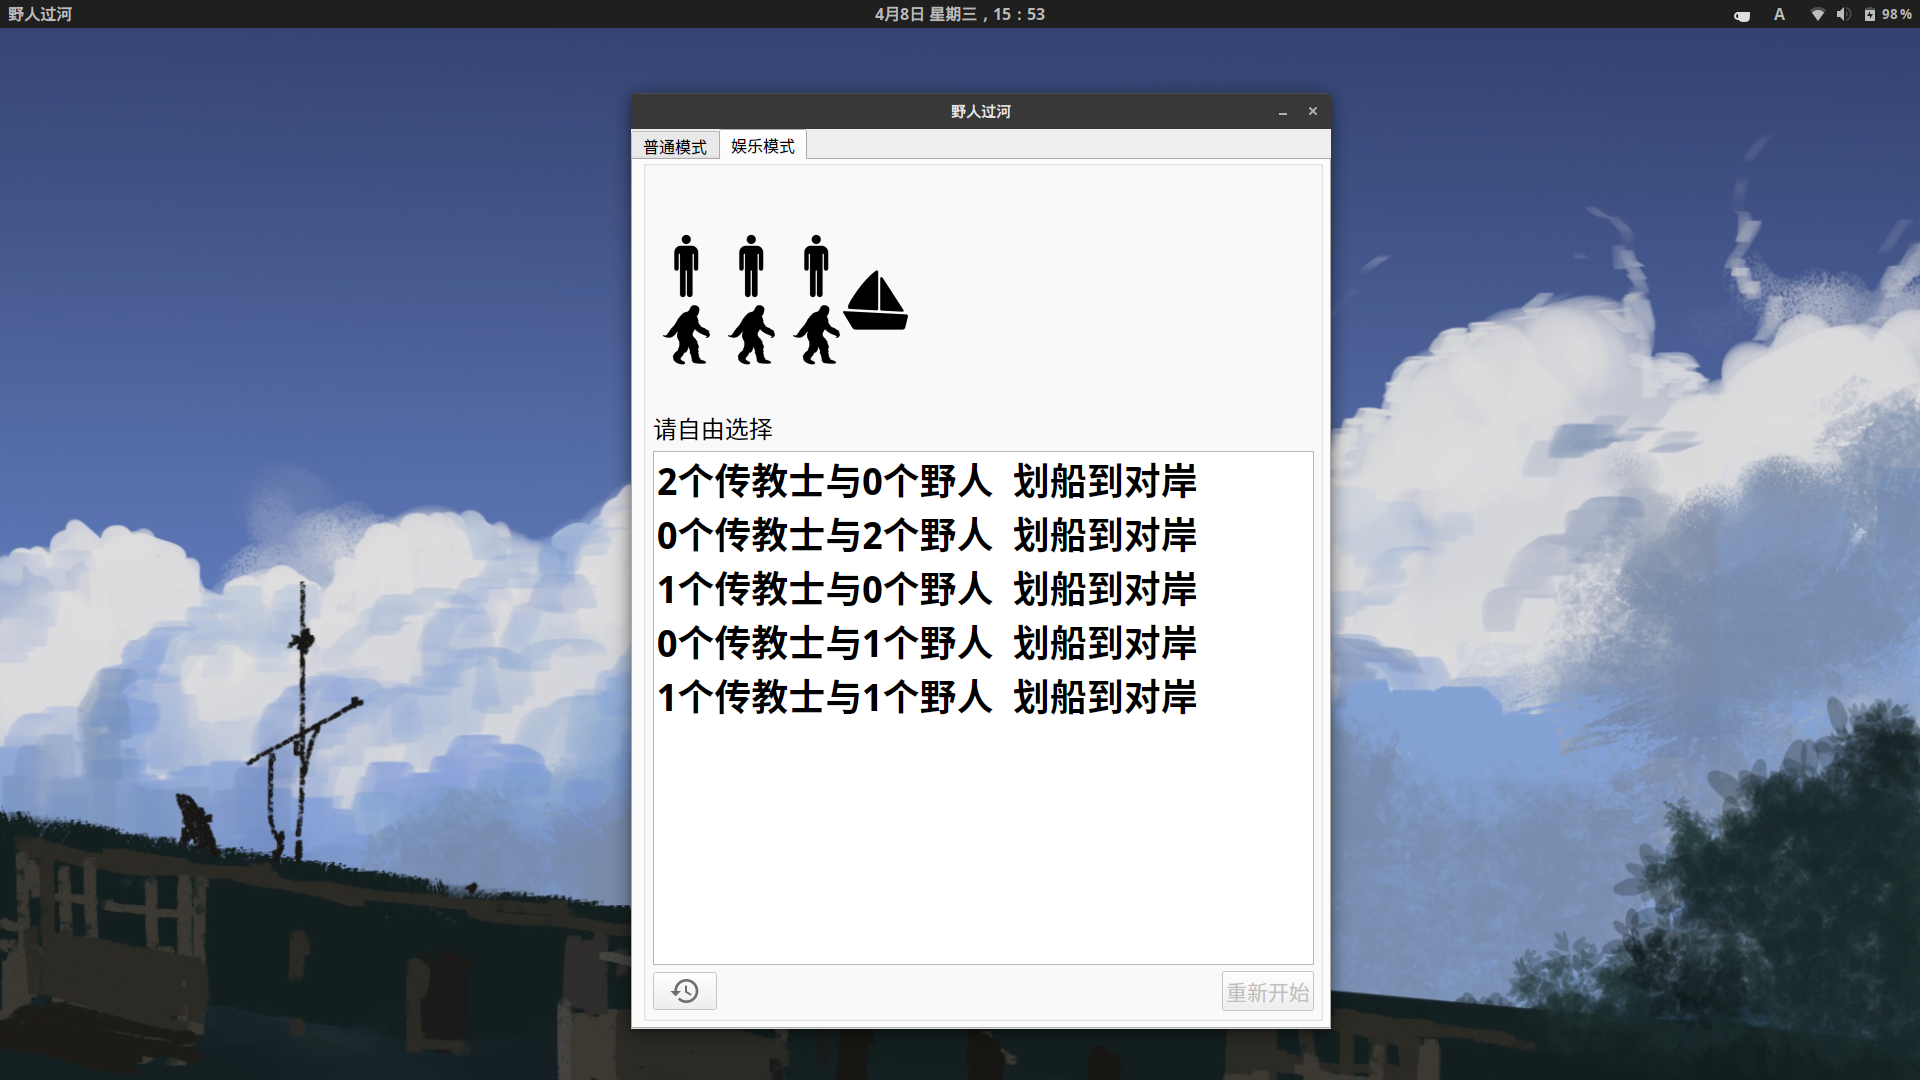 野人过河
4月8日 星期三，15：53
A
98%
野人过河
普通模式
娱乐模式
请自由选择
2个传教士与0个野人 划船到对岸
0个传教士与2个野人 划船到对岸
1个传教士与0个野人 划船到对岸
0个传教士与1个野人 划船到对岸
1个传教士与1个野人 划船到对岸
重新开始